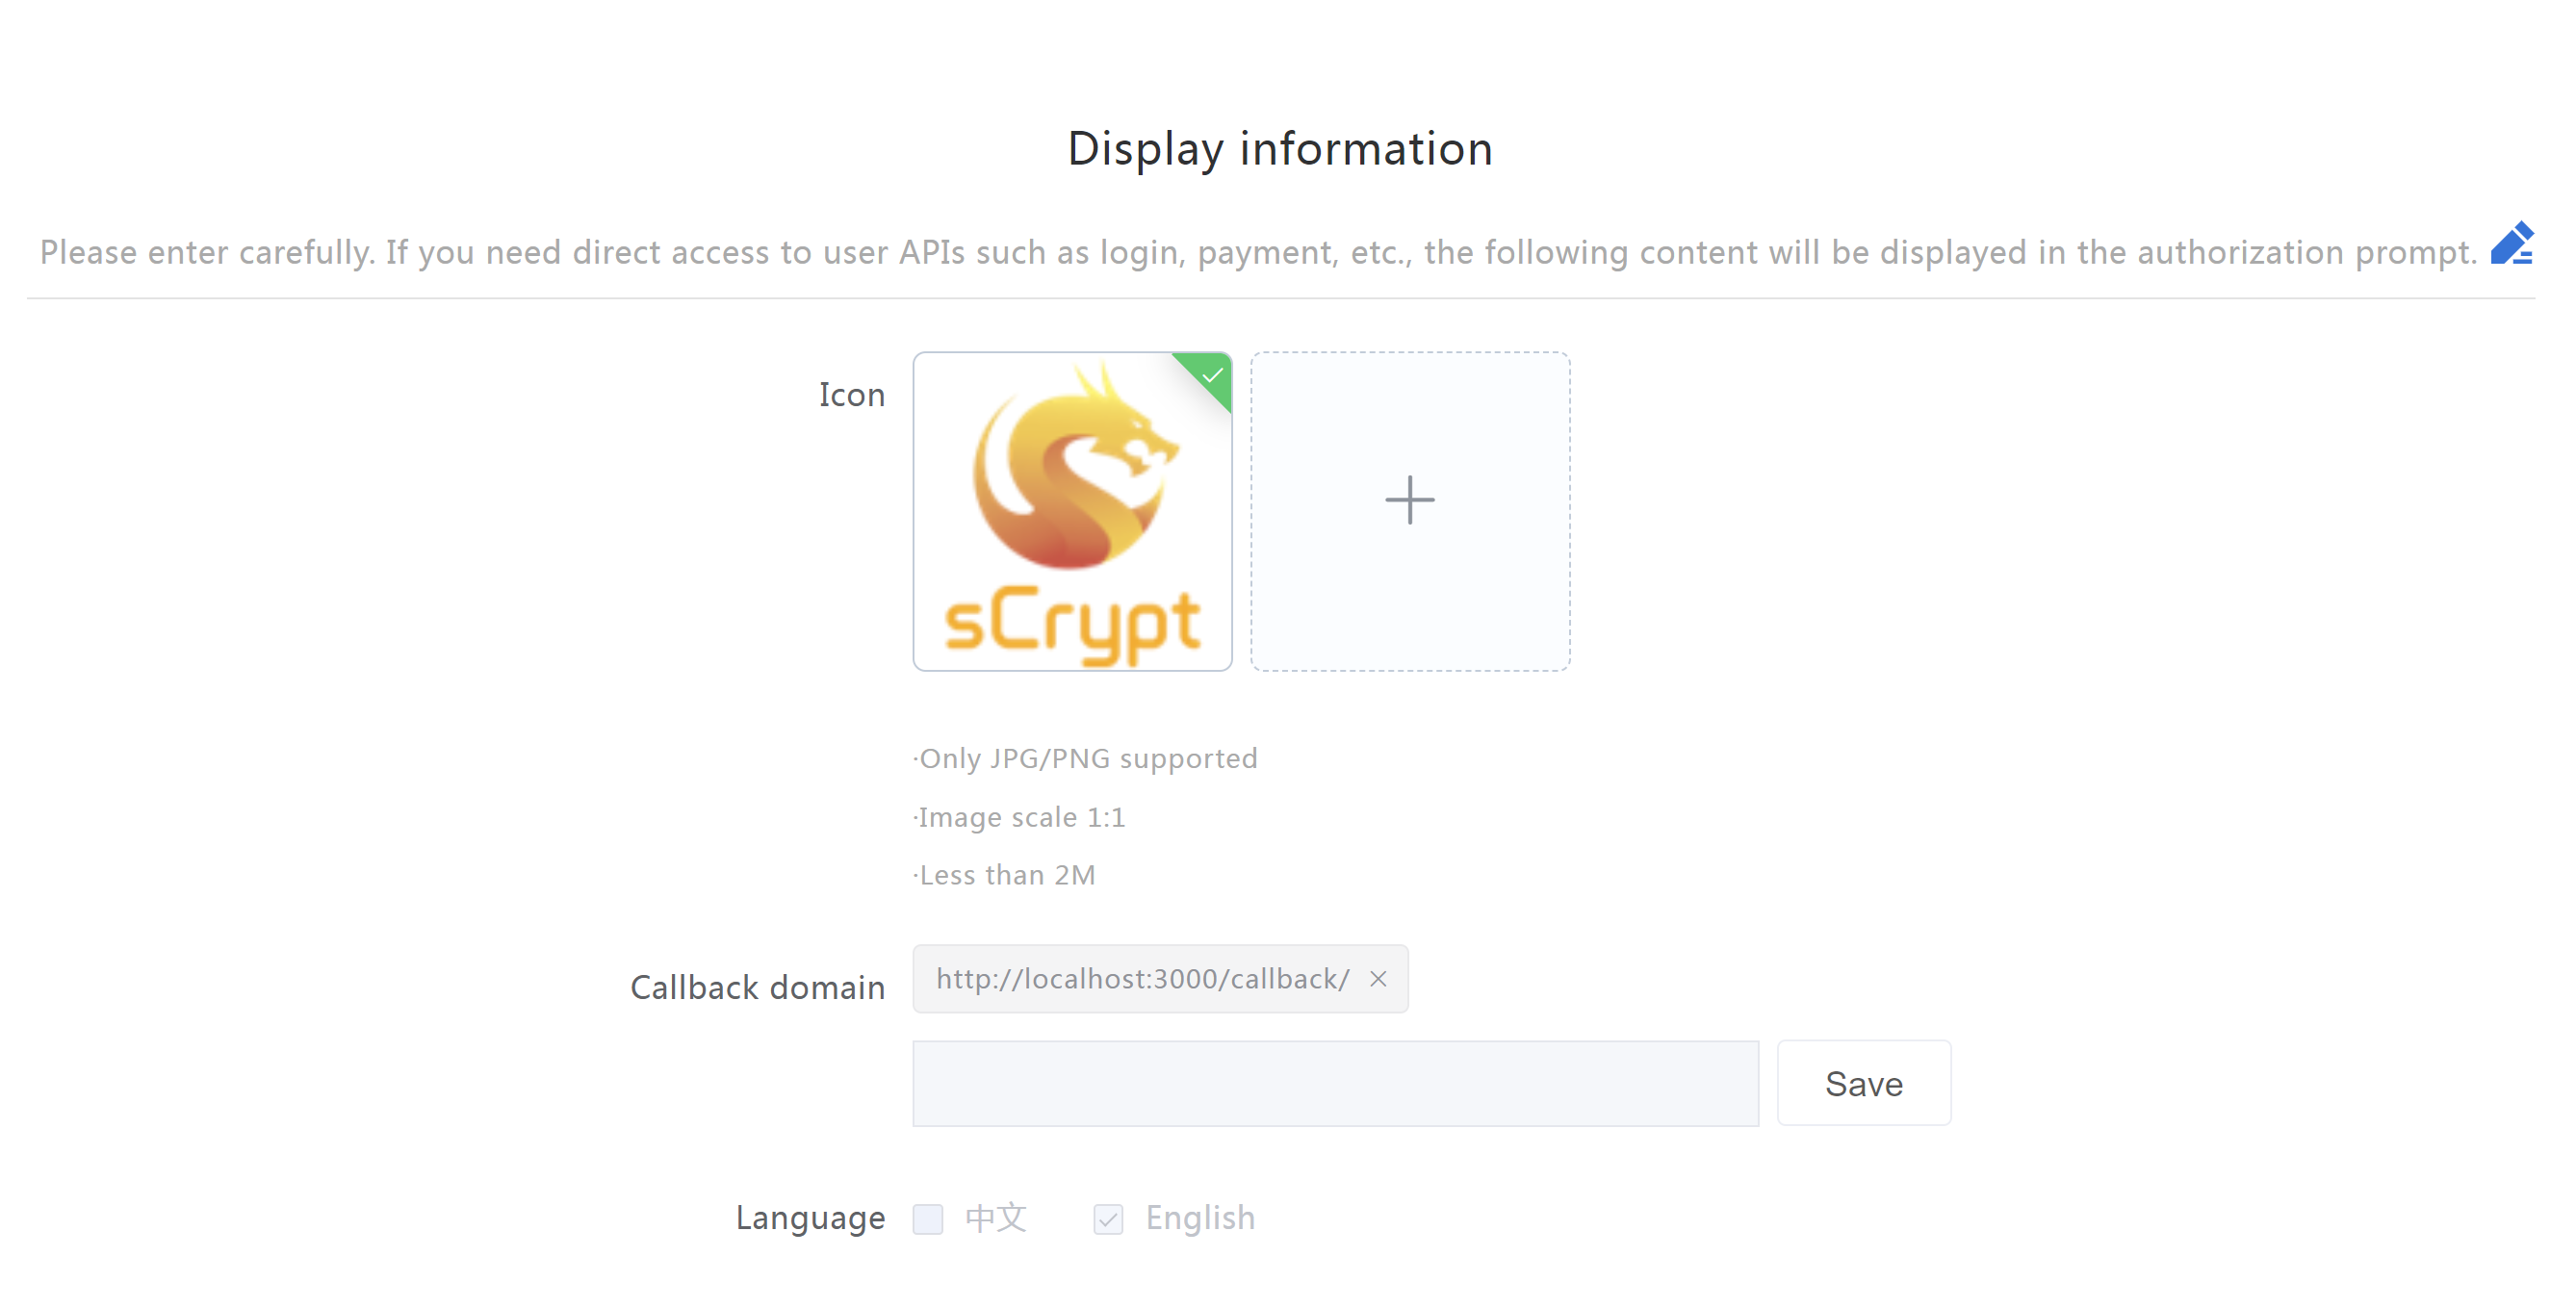 Display information
Please enter carefully. If you need direct access to user APIs such as login, payment, etc., the following content will be displayed in the authorization prompt.
Icon
sCrypt
·Only JPG/PNG supported
·Image scale 1:1
·Less than 2M
Callback domain
http://localhost:3000/callback/
Save
Language 中文 English